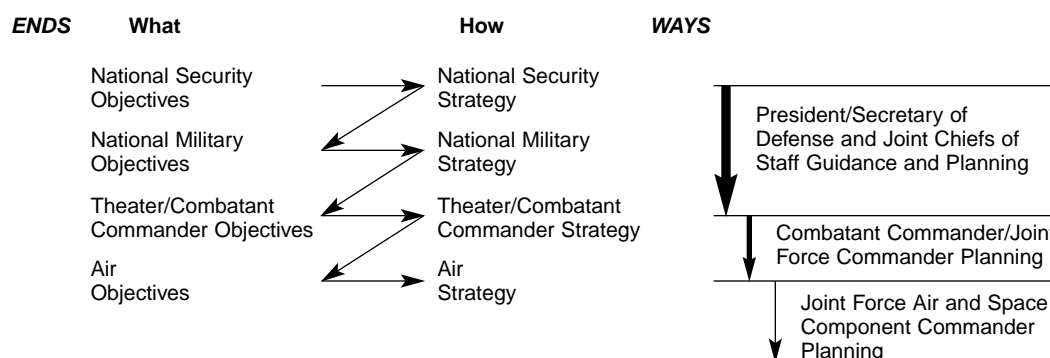 ENDS What How WAYS
National Security
Objectives
National Security
Strategy
National Military
Objectives
National Military
Strategy
Theater/Combatant
Commander Objectives
Theater/Combatant
Commander Strategy
Air
Objectives
Air
Strategy
President/Secretary of
Defense and Joint Chiefs of
Staff Guidance and Planning
Combatant Commander/Joint
Force Commander Planning
Joint Force Air and Space
Component Commander
Planning